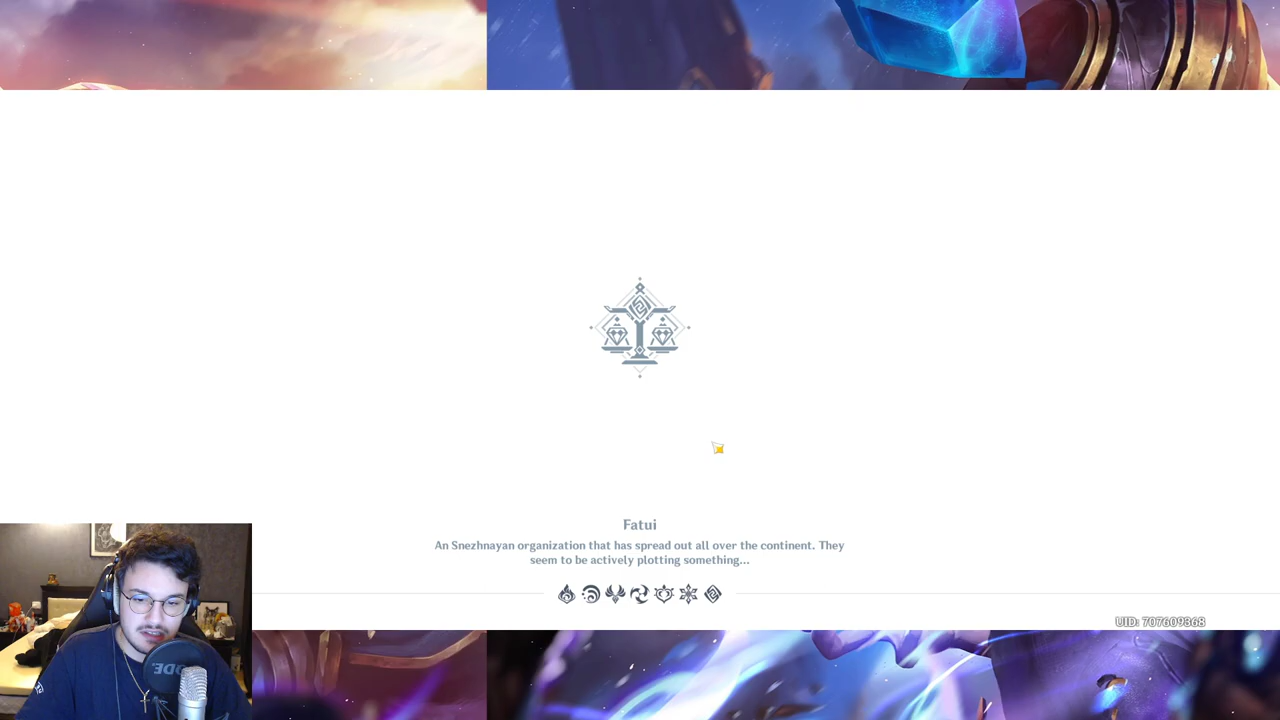 Fatui
An Snezhnayan organization that has spread out all over the continent. They
seem to be actively plotting something...
UID: 707609368